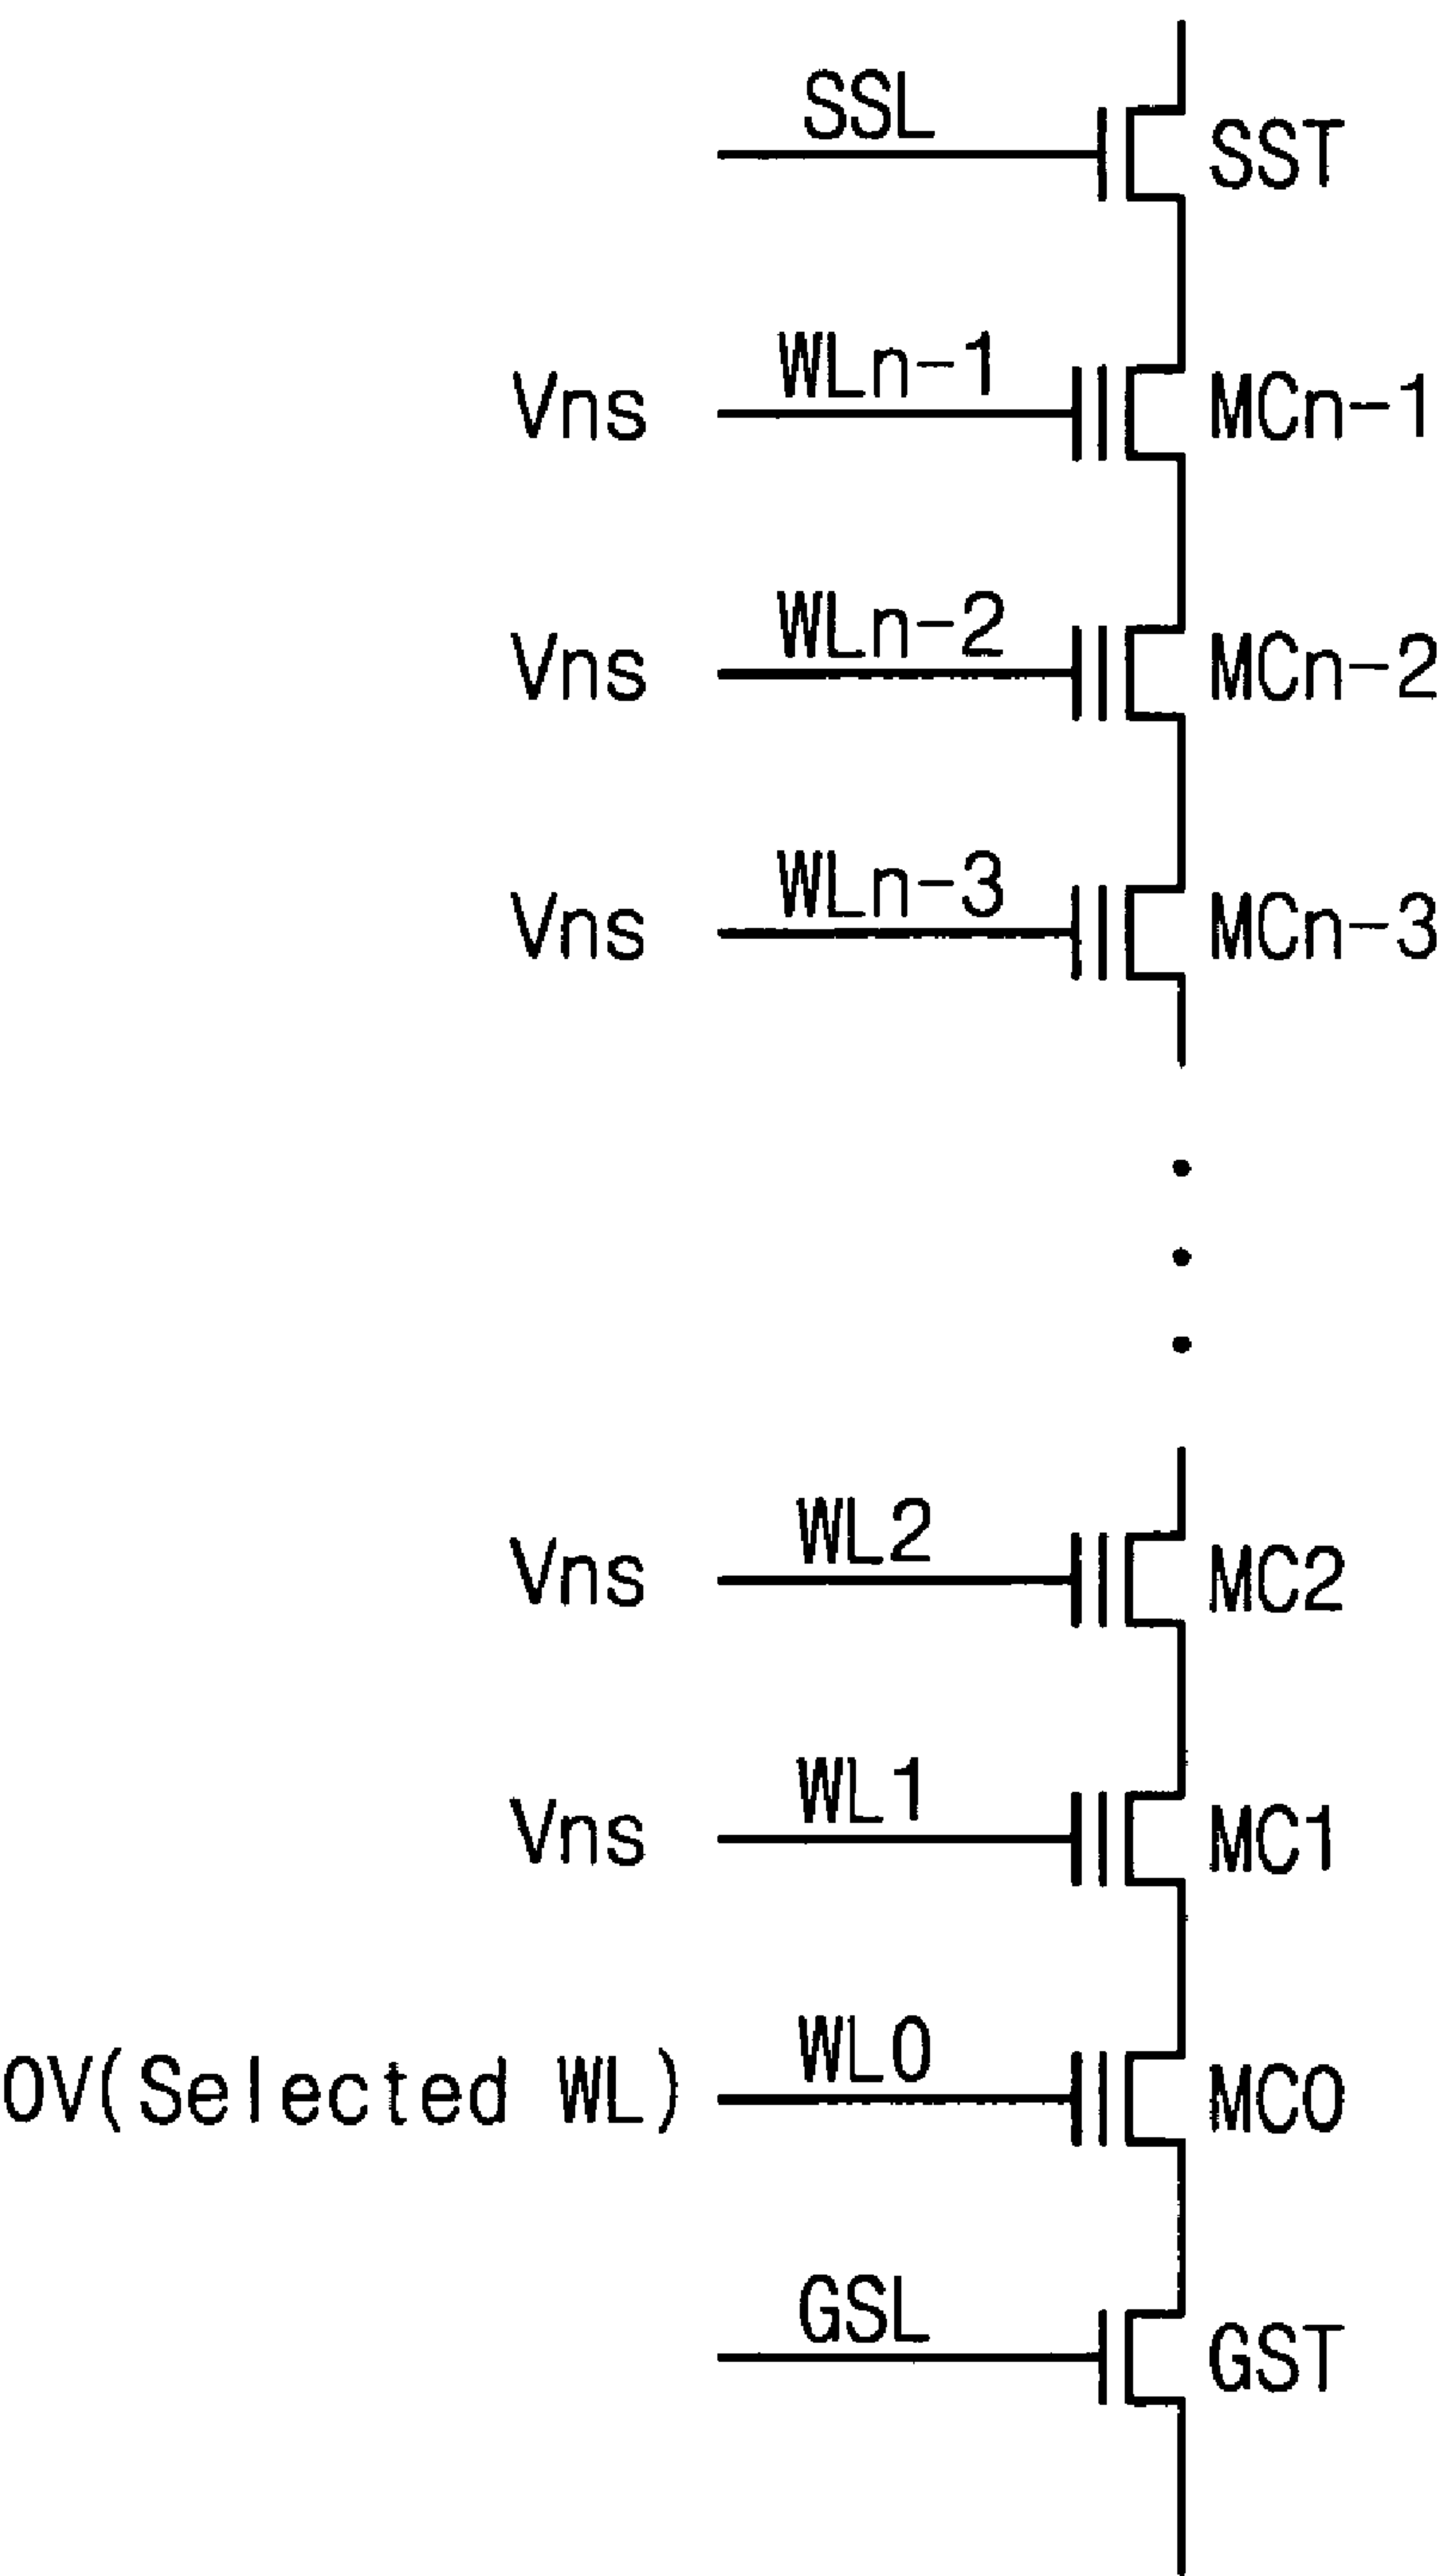 SSL
SST
WLn-1
Vns
MCn-1
WLn-2
Vns
MCn-2
WLn-3
Vns
MCn-3
WL2
Vns
MC2
WL1
Vns
MC1
WL0
0V(Selected WL)
MC0
GSL
GST